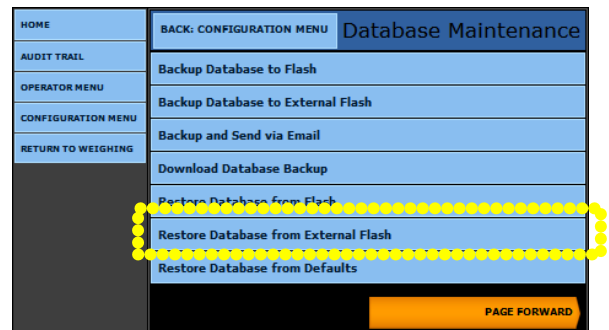 HOME
AUDIT TRAIL
OPERATOR MENU
CONFIGURATION MENU
RETURN TO WEIGHING
BACK: CONFIGURATION MENU
Database Maintenance
Backup Database to Flash
Backup Database to External Flash
Backup and Send via Email
Download Database Backup
Restore Database from Flash
Restore Database from External Flash
Restore Database from Defaults
PAGE FORWARD